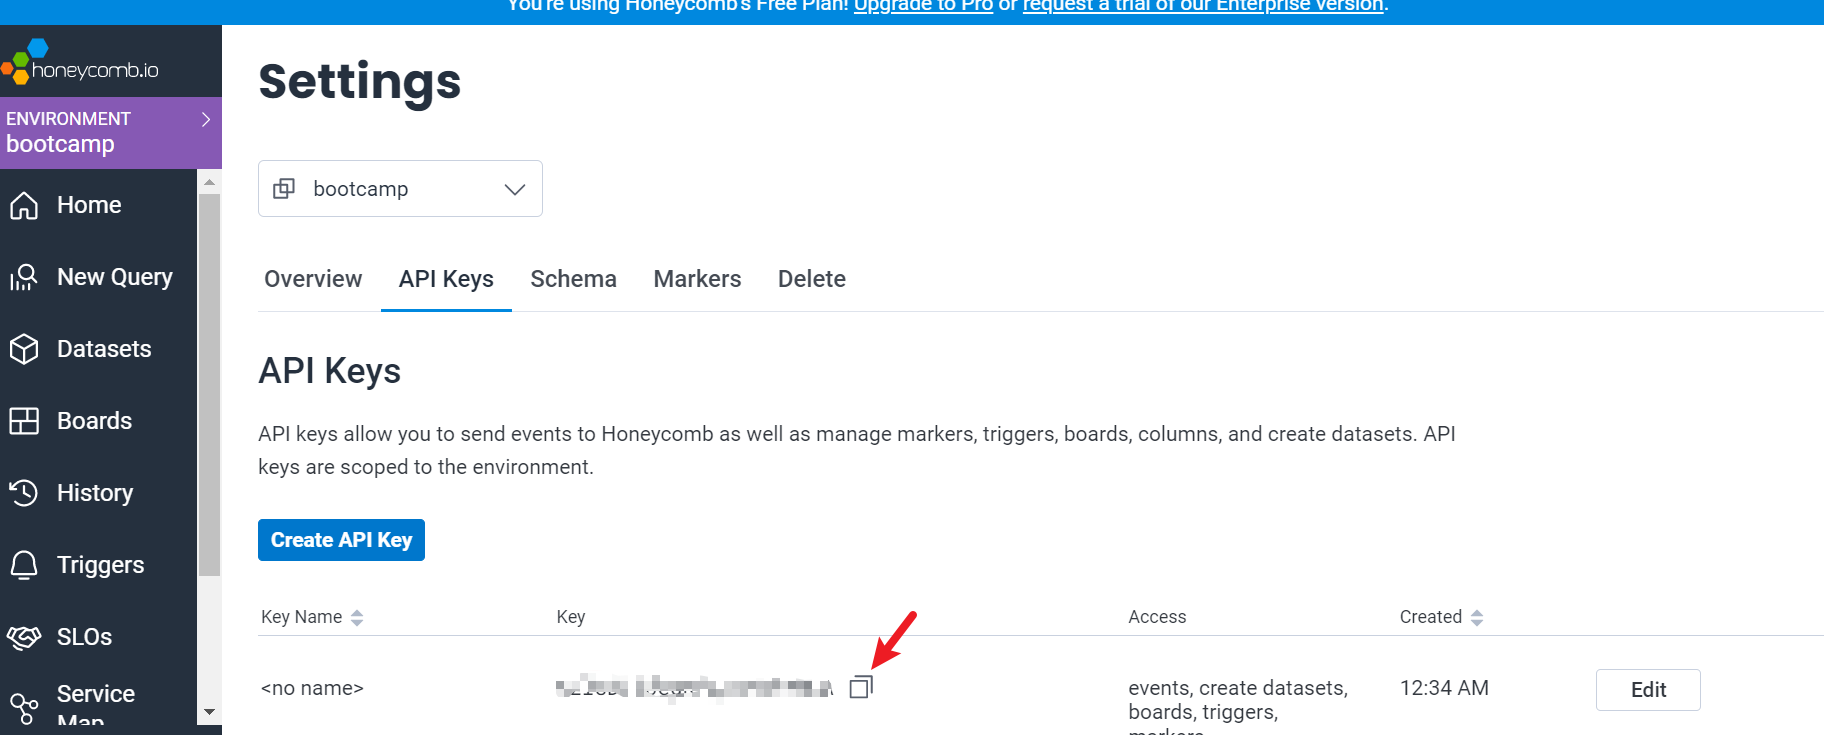 You're using Honeycomb's Free Plan! Upgrade to Pro or request a trial of our Enterprise version.
honeycomb.io
ENVIRONMENT
bootcamp
Home
New Query
Datasets
Boards
History
Triggers
SLOs
Service
Map
Settings
bootcamp
Overview API Keys Schema Markers Delete
API Keys
API keys allow you to send events to Honeycomb as well as manage markers, triggers, boards, columns, and create datasets. API
keys are scoped to the environment.
Create API Key
Key Name Key Access Created
<no name> events, create datasets, 12:34 AM Edit
boards, triggers,
markers